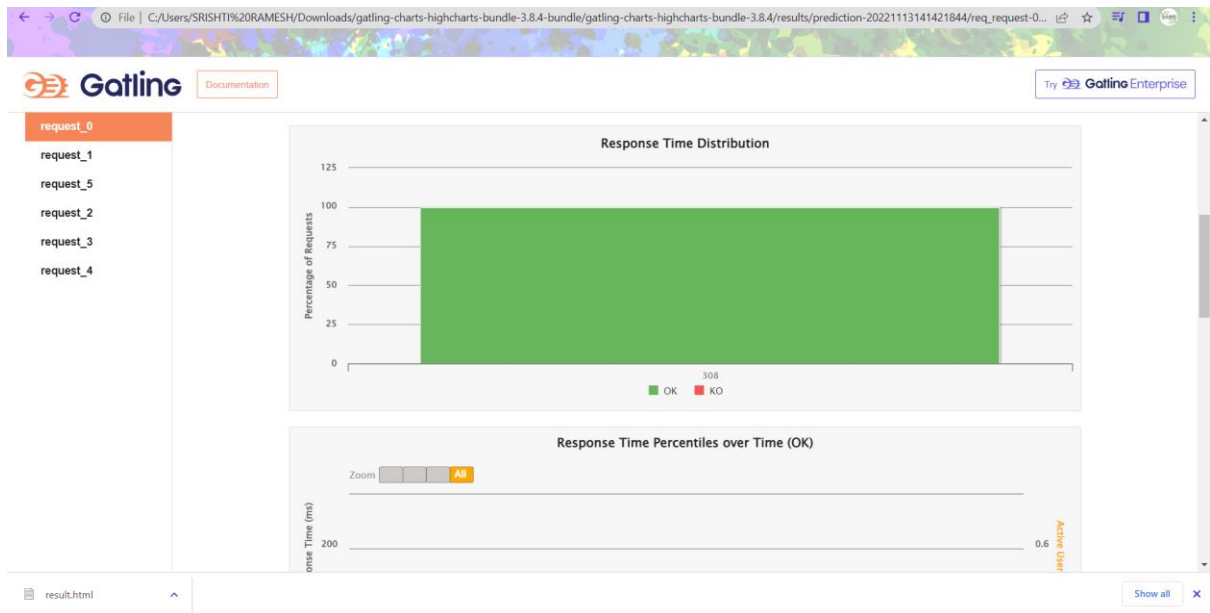 File | C:/Users/SRISHTI%20RAMESH/Downloads/gatling-charts-highcharts-bundle-3.8.4-bundle/gatling-charts-highcharts-bundle-3.8.4/results/prediction-20221113141421844/req_request-0...
Gatling
Documentation
Try Gatling Enterprise
request_0
request_1
request_5
request_2
request_3
request_4
Response Time Distribution
Percentage of Requests
125
100
75
50
25
0
308
OK KO
Response Time Percentiles over Time (OK)
Zoom All
onse Time (ms)
200
0.6
Active User
result.html
Show all